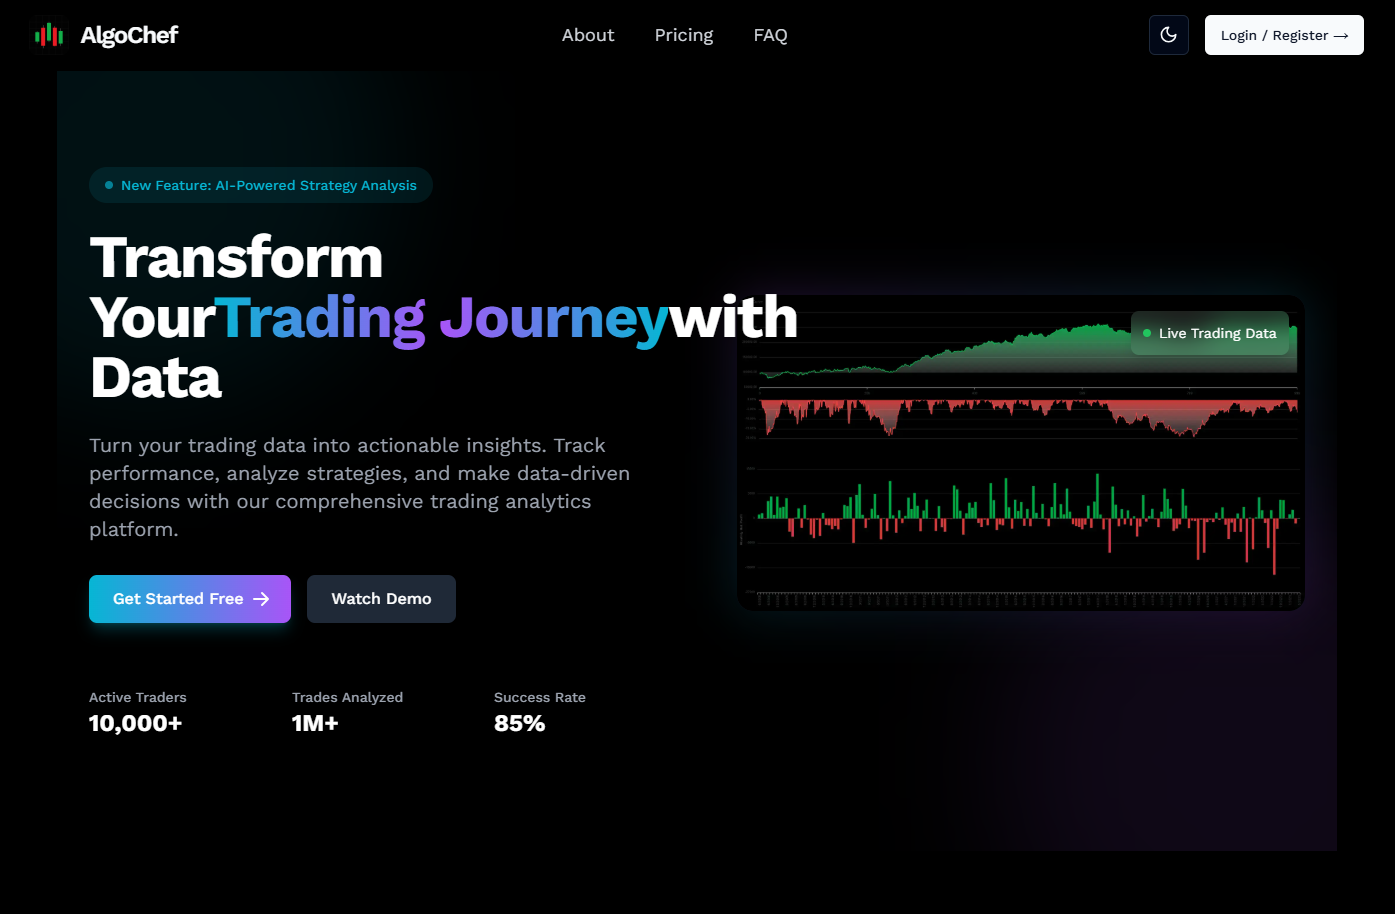 AlgoChef
About
Pricing
FAQ
Login / Register →
New Feature: AI-Powered Strategy Analysis
Transform
YourTrading Journeywith
Data
Live Trading Data
Turn your trading data into actionable insights. Track
performance, analyze strategies, and make data-driven
decisions with our comprehensive trading analytics
platform.
Get Started Free →
Watch Demo
Active Traders
10,000+
Trades Analyzed
1M+
Success Rate
85%